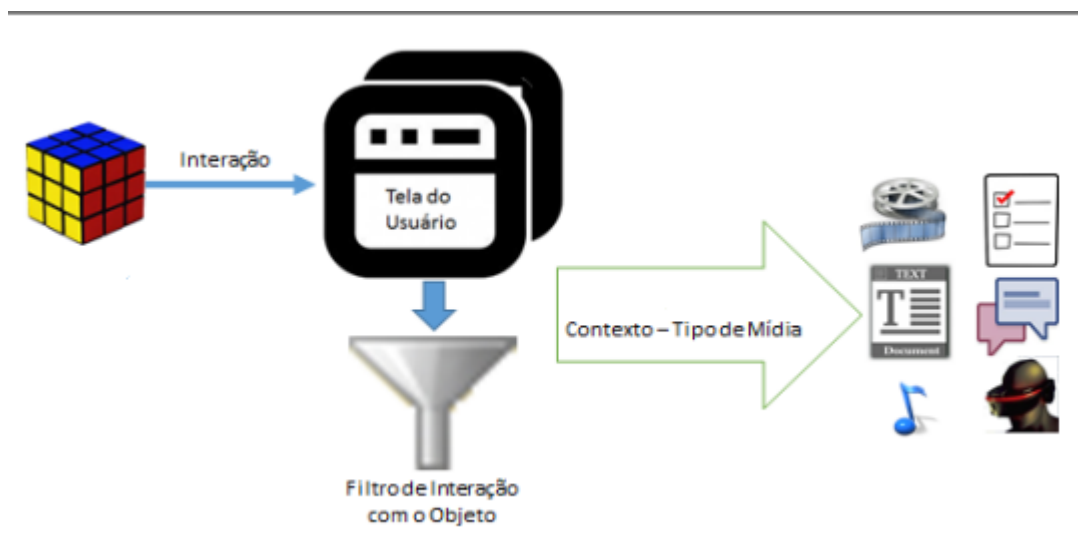 Interação
Tela do
Usuário
Contexto – Tipo de Mídia
TEXT
T
Document
Filtro de Interação
com o Objeto